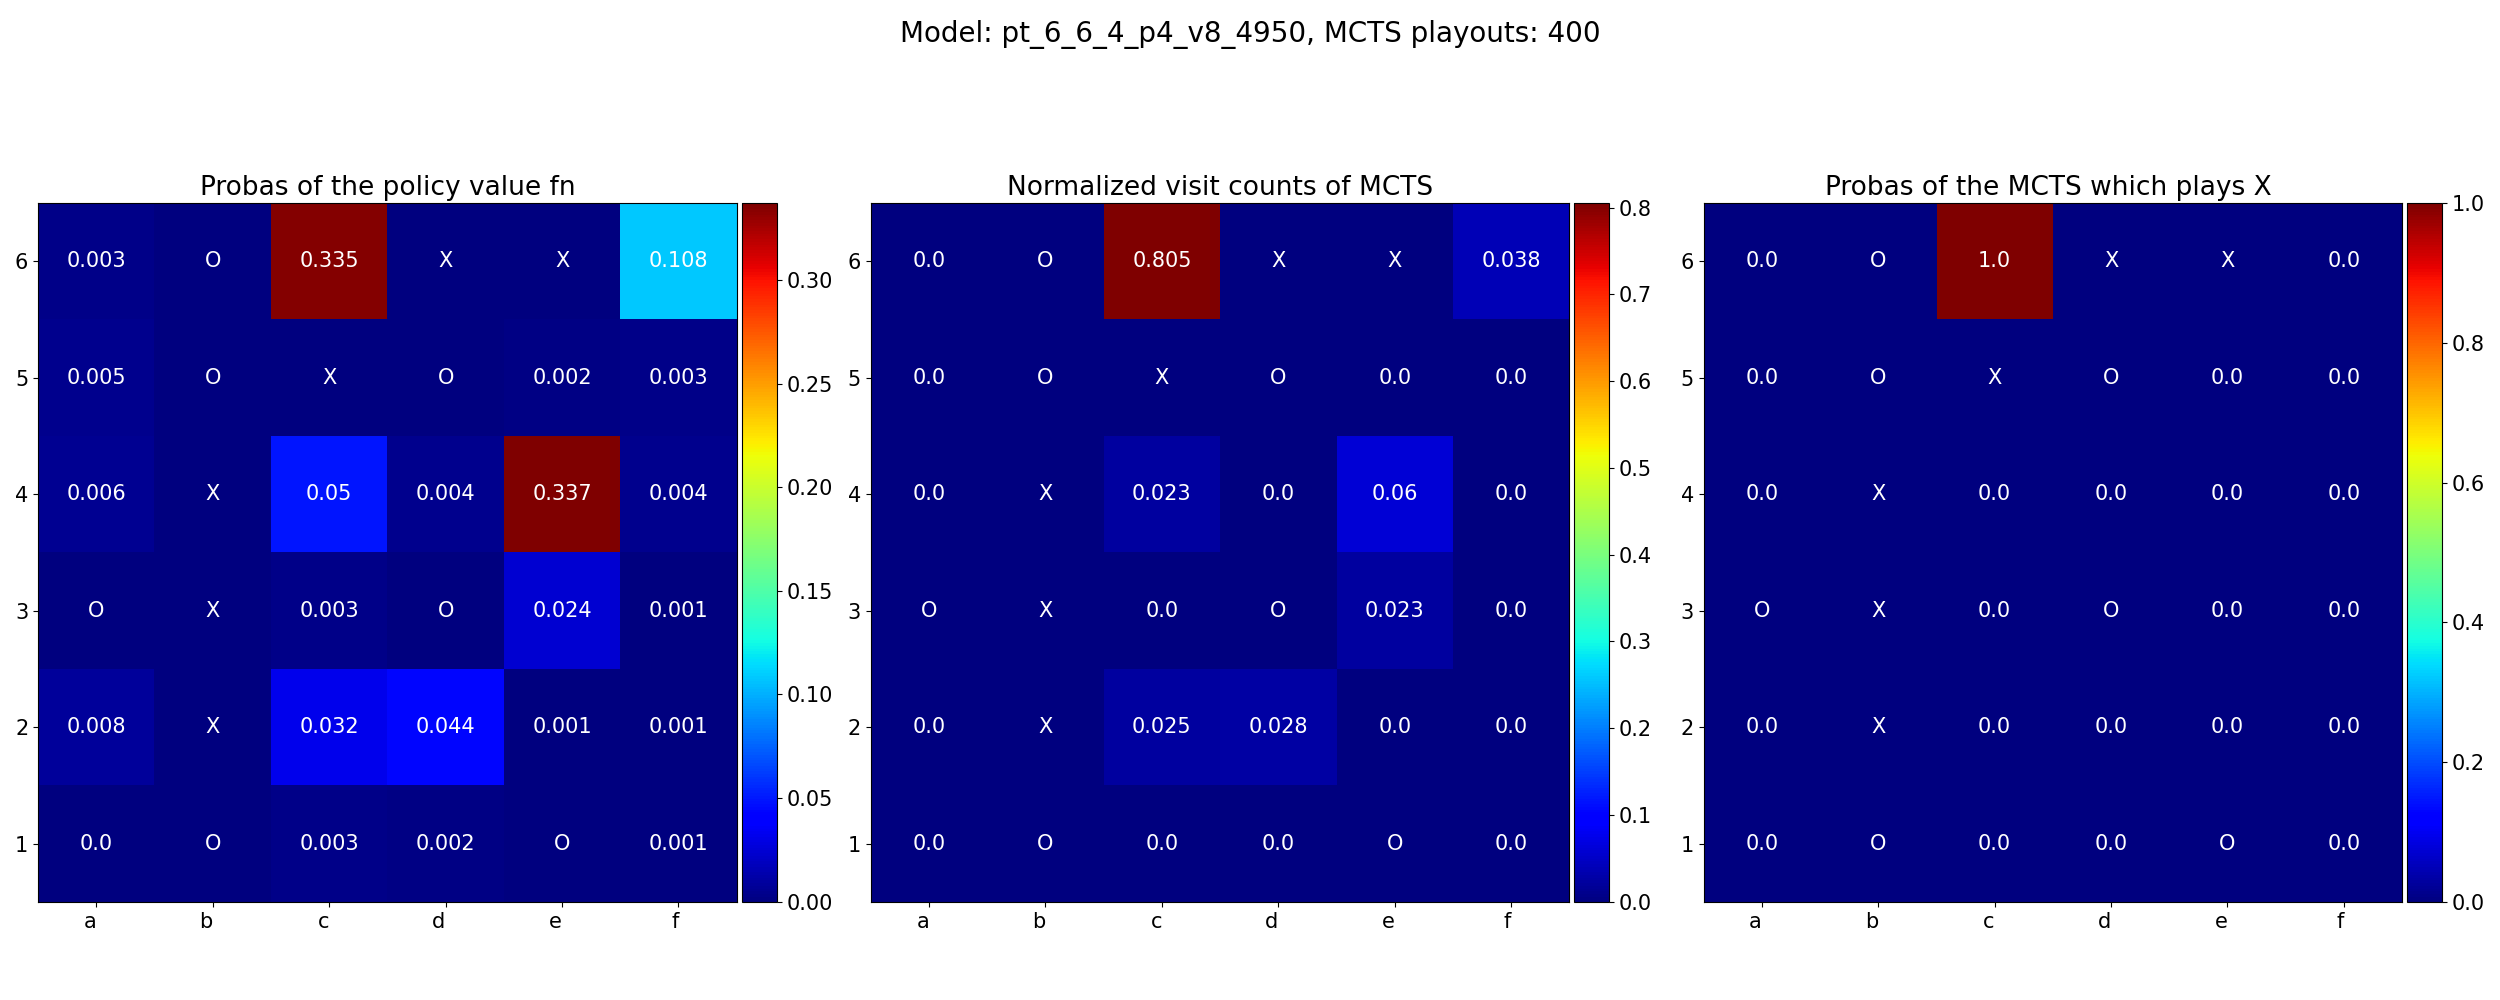 Model: pt_6_6_4_p4_v8_4950, MCTS playouts: 400
Probas of the policy value fn
6 0.003 O 0.335 X X 0.108
5 0.005 O X O 0.002 0.003
4 0.006 X 0.05 0.004 0.337 0.004
3 O X 0.003 O 0.024 0.001
2 0.008 X 0.032 0.044 0.001 0.001
1 0.0 O 0.003 0.002 O 0.001
a b c d e f
0.30
0.25
0.20
0.15
0.10
0.05
0.00
Normalized visit counts of MCTS
6 0.0 O 0.805 X X 0.038
5 0.0 O X O 0.0 0.0
4 0.0 X 0.023 0.0 0.06 0.0
3 O X 0.0 O 0.023 0.0
2 0.0 X 0.025 0.028 0.0 0.0
1 0.0 O 0.0 0.0 O 0.0
a b c d e f
0.8
0.7
0.6
0.5
0.4
0.3
0.2
0.1
0.0
Probas of the MCTS which plays X
6 0.0 O 1.0 X X 0.0
5 0.0 O X O 0.0 0.0
4 0.0 X 0.0 0.0 0.0 0.0
3 O X 0.0 O 0.0 0.0
2 0.0 X 0.0 0.0 0.0 0.0
1 0.0 O 0.0 0.0 O 0.0
a b c d e f
1.0
0.8
0.6
0.4
0.2
0.0